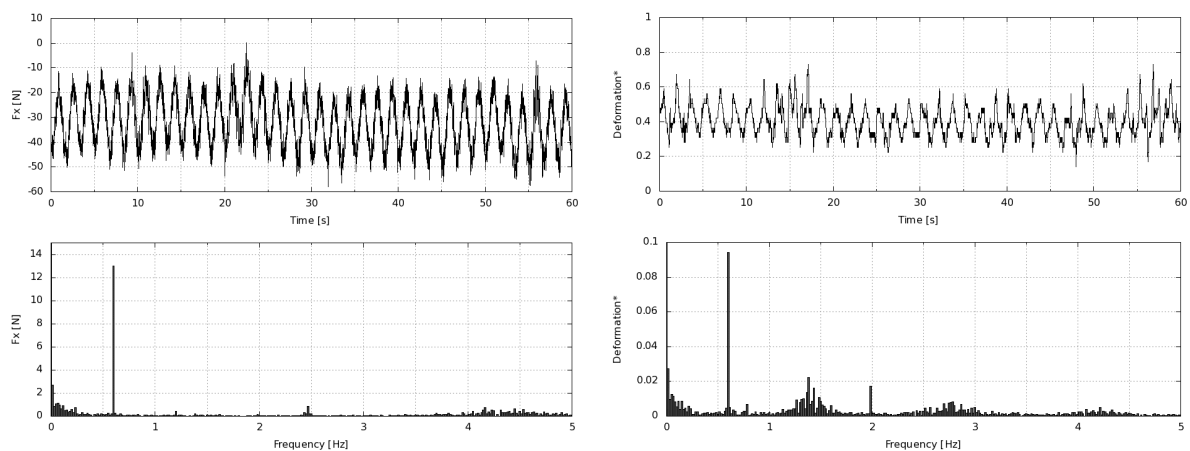 10
0
-10
-20
-30
-40
-50
-60
Fx [N]
0 10 20 30 40 50 60
Time [s]
1
0.8
0.6
0.4
0.2
0
Deformation*
0 10 20 30 40 50 60
Time [s]
14
12
10
8
6
4
2
0
Fx [N]
0 1 2 3 4 5
Frequency [Hz]
0.1
0.08
0.06
0.04
0.02
0
Deformation*
0 1 2 3 4 5
Frequency [Hz]